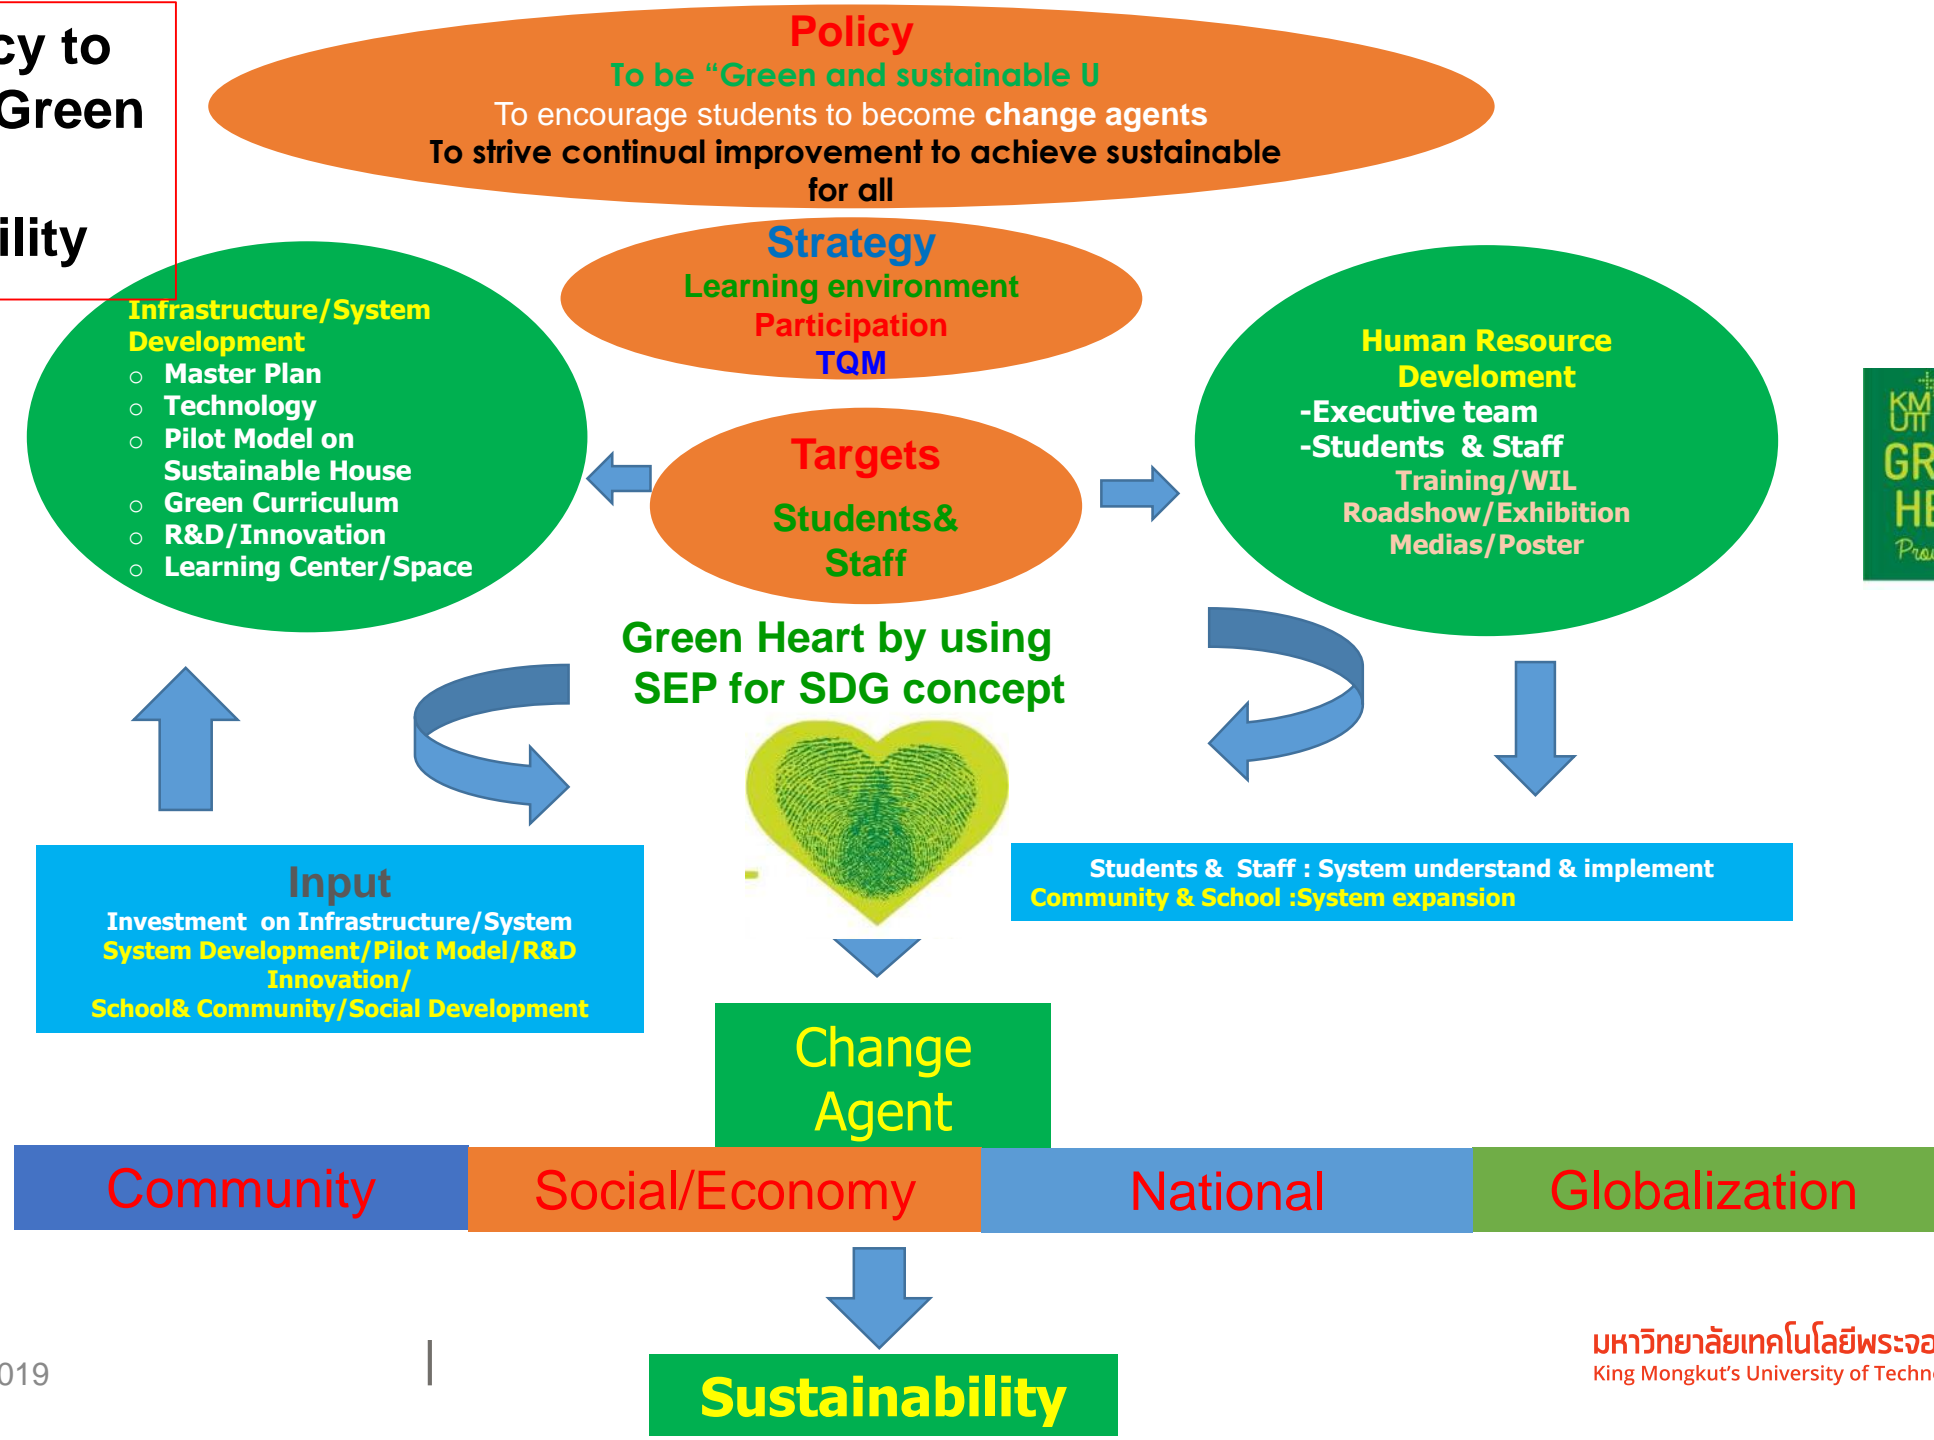 cy to
Green
ility
Policy
To be “Green and sustainable U
To encourage students to become change agents
To strive continual improvement to achieve sustainable
for all
Strategy
Learning environment
Participation
TQM
Infrastructure/System
Development
o Master Plan
o Technology
o Pilot Model on
Sustainable House
o Green Curriculum
o R&D/Innovation
o Learning Center/Space
Targets
Students&
Staff
Human Resource
Develoment
-Executive team
-Students & Staff
Training/WIL
Roadshow/Exhibition
Medias/Poster
KM
UTT
GR
HE
Green Heart by using
SEP for SDG concept
Input
Investment on Infrastructure/System
System Development/Pilot Model/R&D
Innovation/
School& Community/Social Development
Students & Staff : System understand & implement
Community & School :System expansion
Change
Agent
Community
Social/Economy
National
Globalization
Sustainability
019
มหาวิทยาลัยเทคโนโลยีพระจอ
King Mongkut's University of Techn